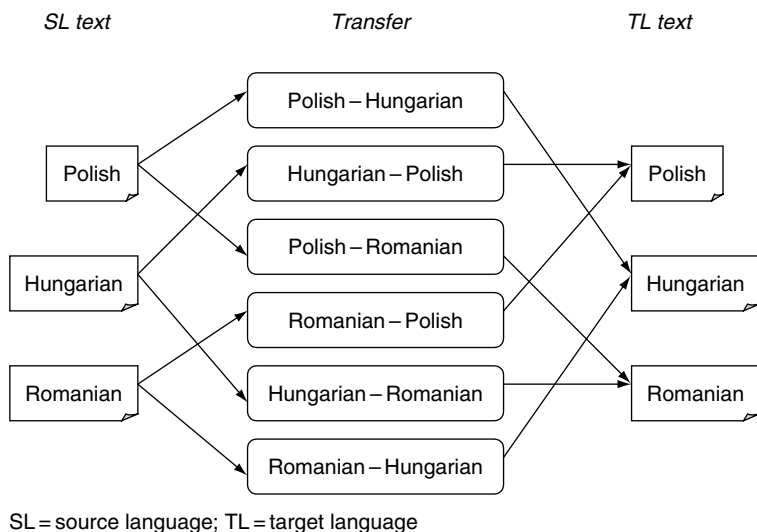 SL text Transfer TL text
Polish – Hungarian
Polish Hungarian – Polish Polish
Polish – Romanian
Hungarian Hungarian
Romanian – Polish
Romanian Hungarian – Romanian Romanian
Romanian – Hungarian
SL = source language; TL = target language